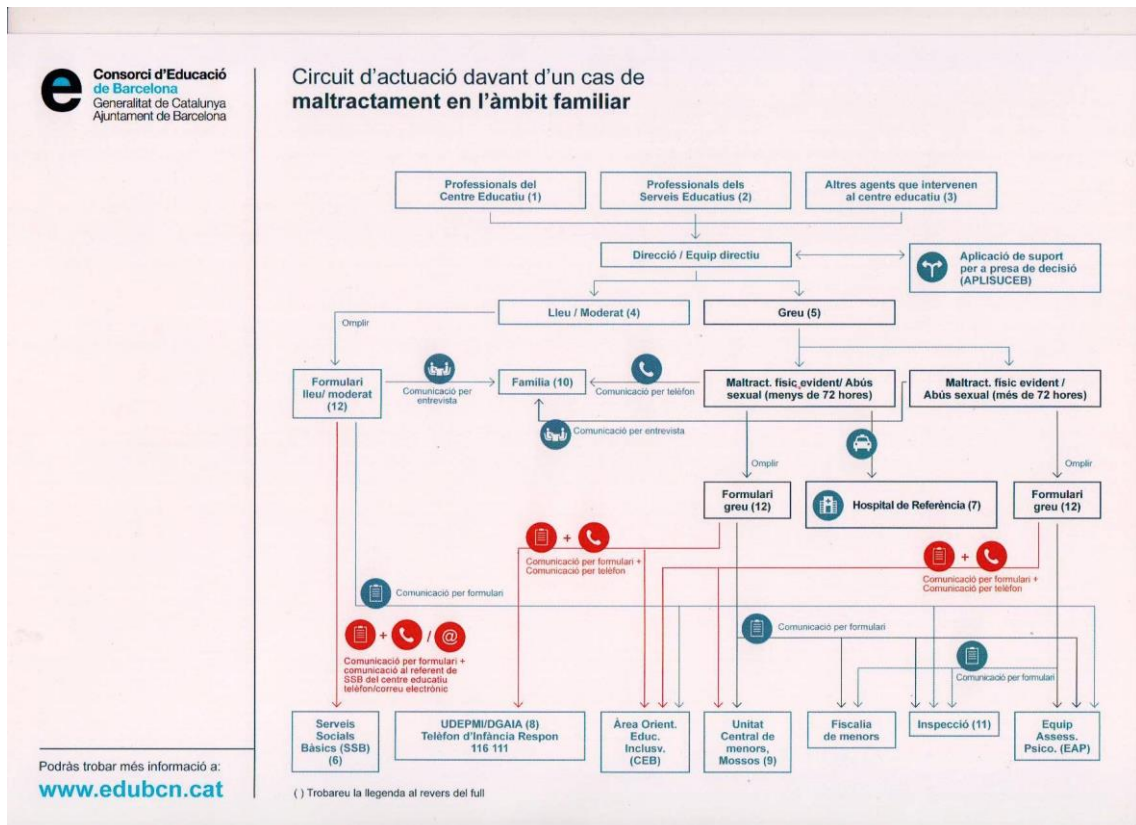 Consorci d'Educació
de Barcelona
Generalitat de Catalunya
Ajuntament de Barcelona
Circuit d'actuació davant d'un cas de
maltractament en l'àmbit familiar
Professionals del
Centre Educatiu (1)
Professionals dels
Serveis Educatius (2)
Altres agents que intervenen
al centre educatiu (3)
Direcció / Equip directiu
Aplicació de suport
per a presa de decisió
(APLISUCEB)
Lleu / Moderat (4)
Greu (5)
Omplir
Formulari
lleu/ moderat
(12)
Comunicació per
entrevista
Família (10)
Comunicació per telèfon
Maltract. físic evident/ Abús
sexual (menys de 72 hores)
Maltract. físic evident /
Abús sexual (més de 72 hores)
Comunicació per entrevista
Omplir
Omplir
Formulari
greu (12)
Hospital de Referència (7)
Formulari
greu (12)
+
Comunicació per formulari +
Comunicació per telèfon
+
Comunicació per formulari +
Comunicació per telèfon
Comunicació per formulari
+ / @
Comunicació per formulari +
comunicació al referent de
SSB del centre educatiu
telèfon/correu electrònic
Comunicació per formulari
Comunicació per formulari
Serveis
Socials
Bàsics (SSB)
(6)
UDEPMI/DGAIA (8)
Telèfon d'Infància Respon
116 111
Àrea Orient.
Educ.
Inclusv.
(CEB)
Unitat
Central de
menors,
Mossos (9)
Fiscalia
de menors
Inspecció (11)
Equip
Assess.
Psico. (EAP)
Podràs trobar més informació a:
www.edubcn.cat
( ) Trobareu la llegenda al revers del full